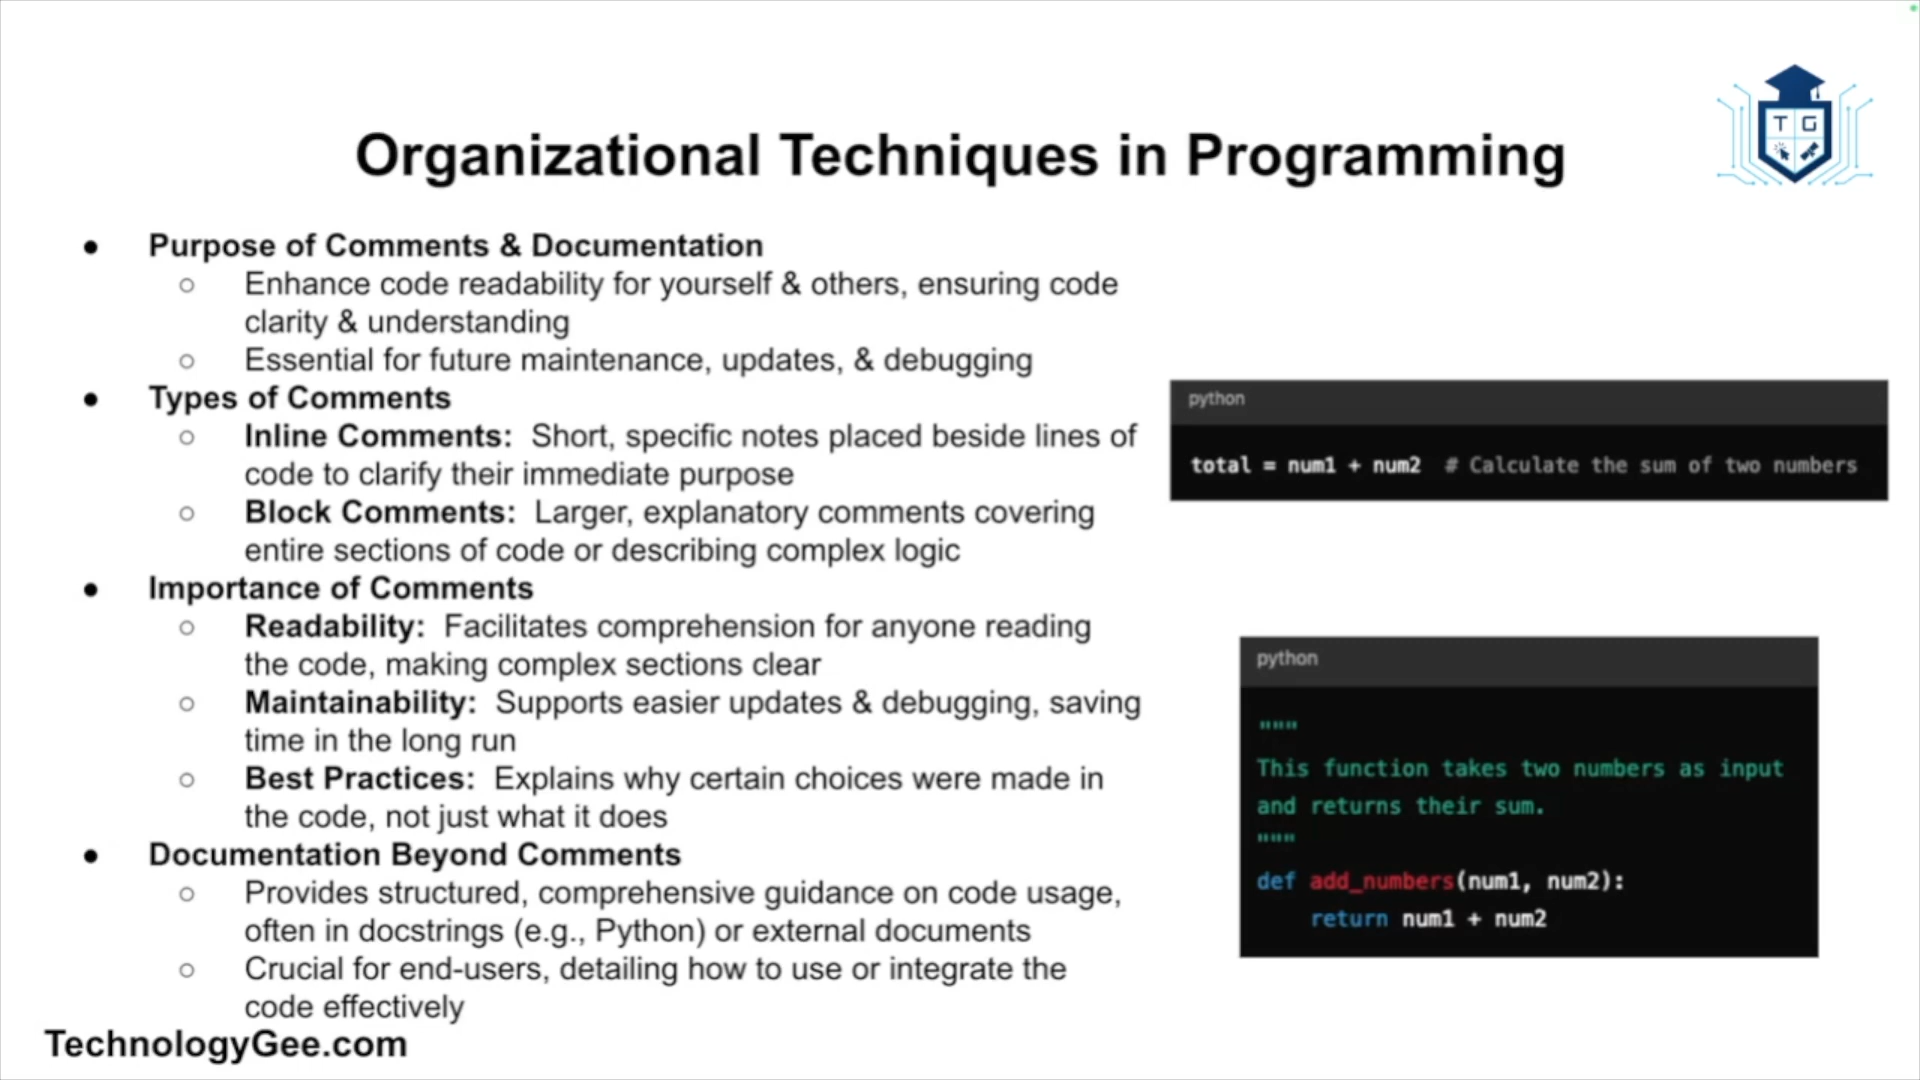 T G
Organizational Techniques in Programming
● Purpose of Comments & Documentation
○ Enhance code readability for yourself & others, ensuring code
clarity & understanding
○ Essential for future maintenance, updates, & debugging
● Types of Comments
○ Inline Comments: Short, specific notes placed beside lines of
code to clarify their immediate purpose
○ Block Comments: Larger, explanatory comments covering
entire sections of code or describing complex logic
● Importance of Comments
○ Readability: Facilitates comprehension for anyone reading
the code, making complex sections clear
○ Maintainability: Supports easier updates & debugging, saving
time in the long run
○ Best Practices: Explains why certain choices were made in
the code, not just what it does
● Documentation Beyond Comments
○ Provides structured, comprehensive guidance on code usage,
often in docstrings (e.g., Python) or external documents
○ Crucial for end-users, detailing how to use or integrate the
code effectively
python
total = num1 + num2  # Calculate the sum of two numbers
python
"""
This function takes two numbers as input
and returns their sum.
"""
def add_numbers(num1, num2):
    return num1 + num2
TechnologyGee.com